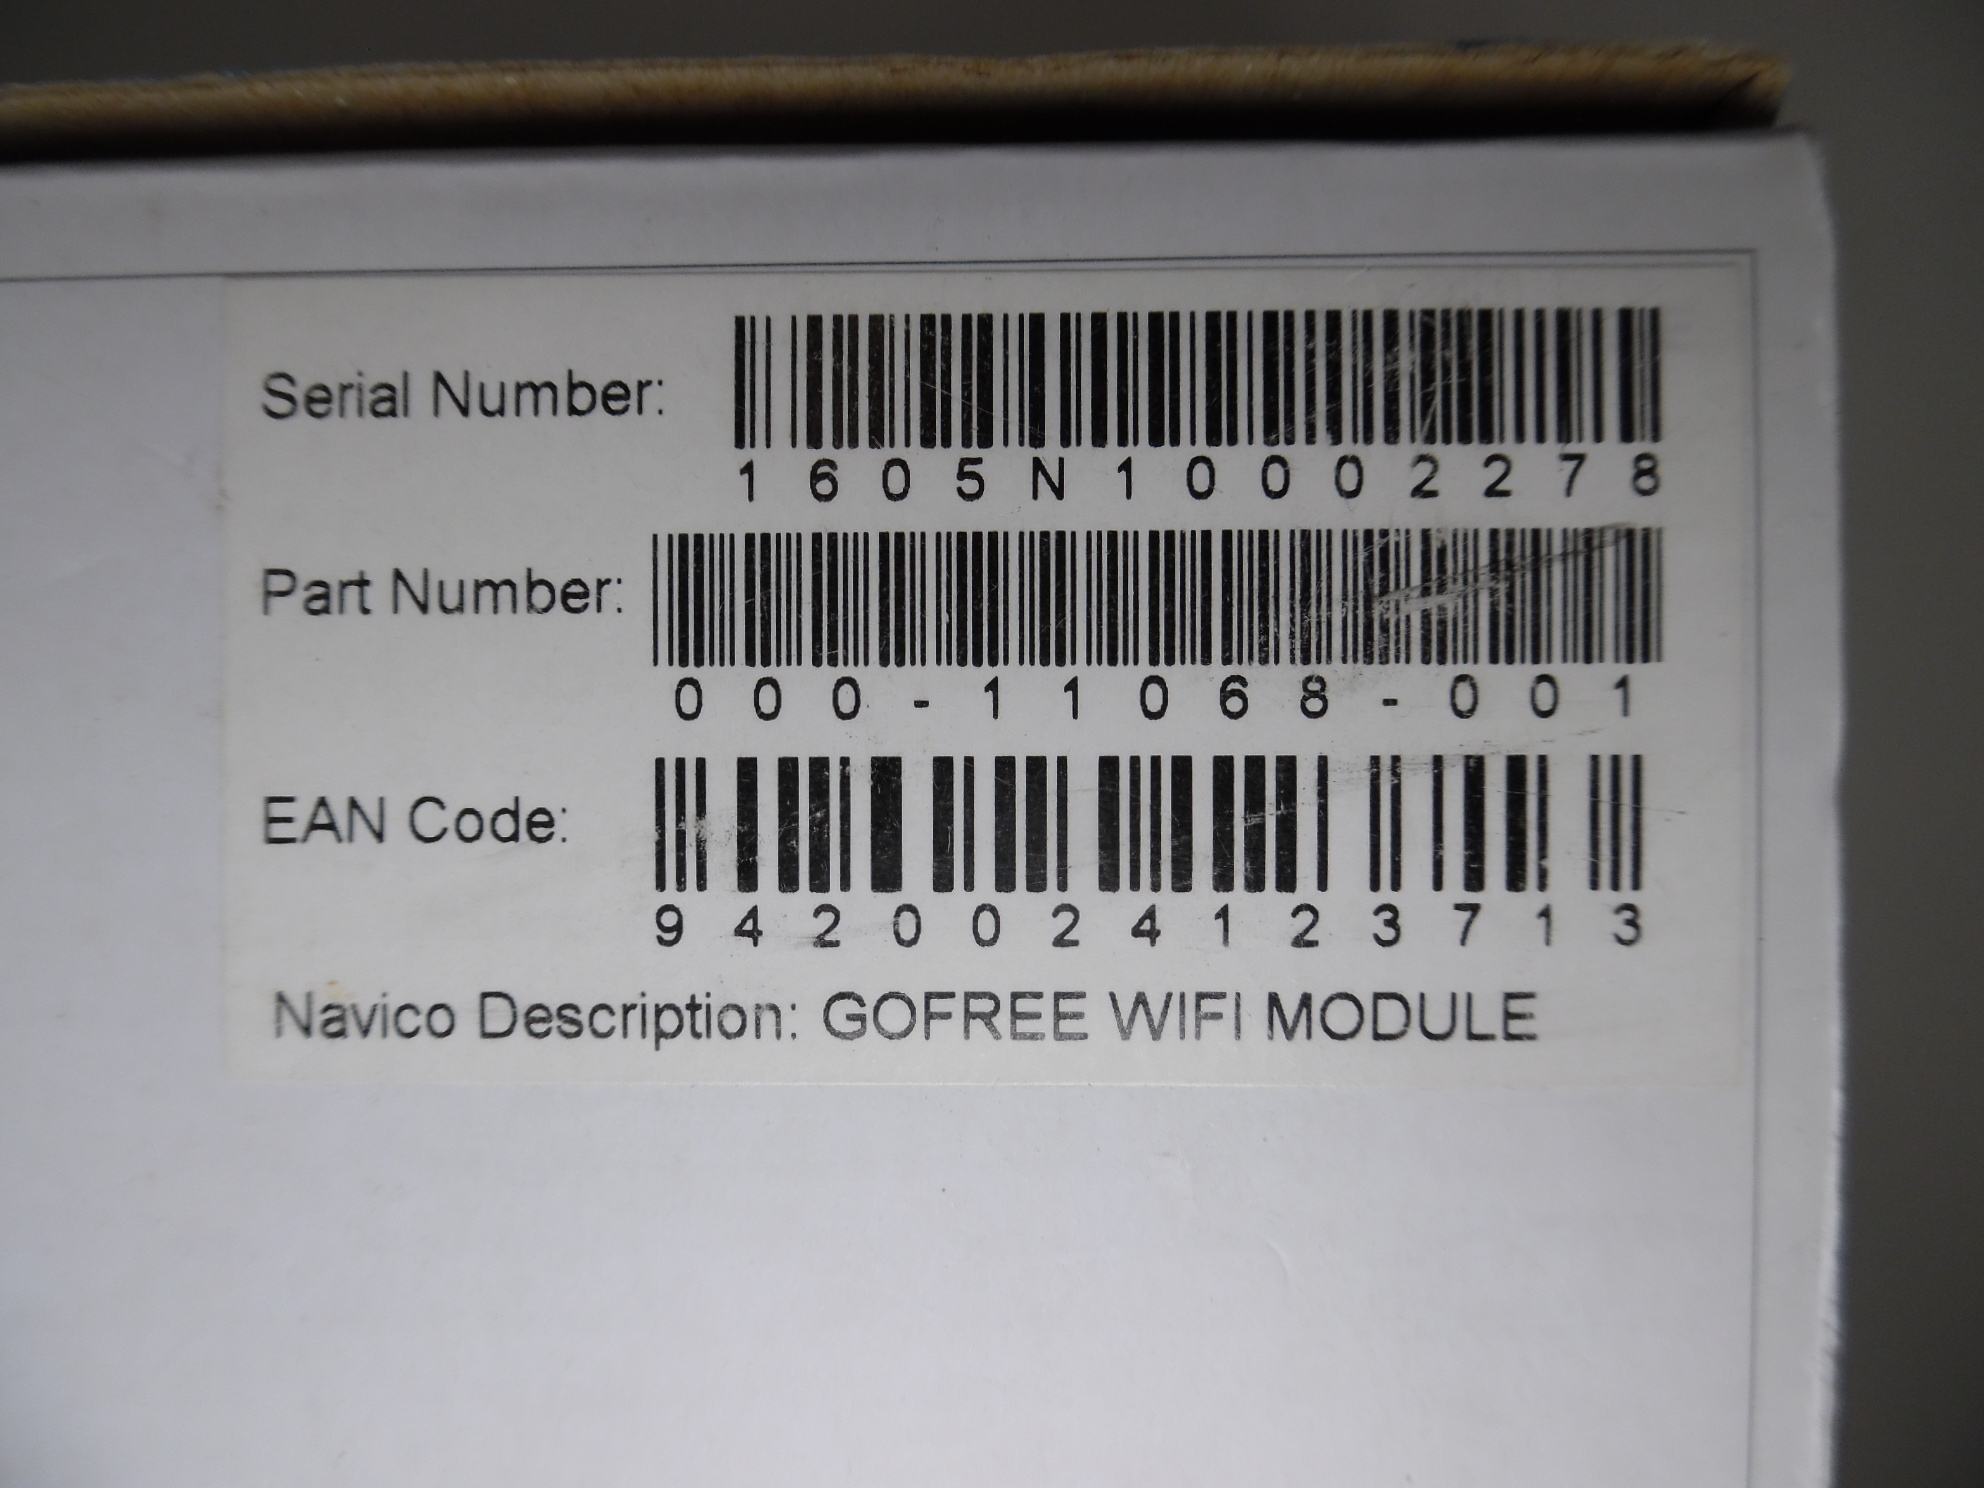 Serial Number:
1605N10002278
Part Number:
000-11068-001
EAN Code:
9420024123713
Navico Description: GOFREE WIFI MODULE